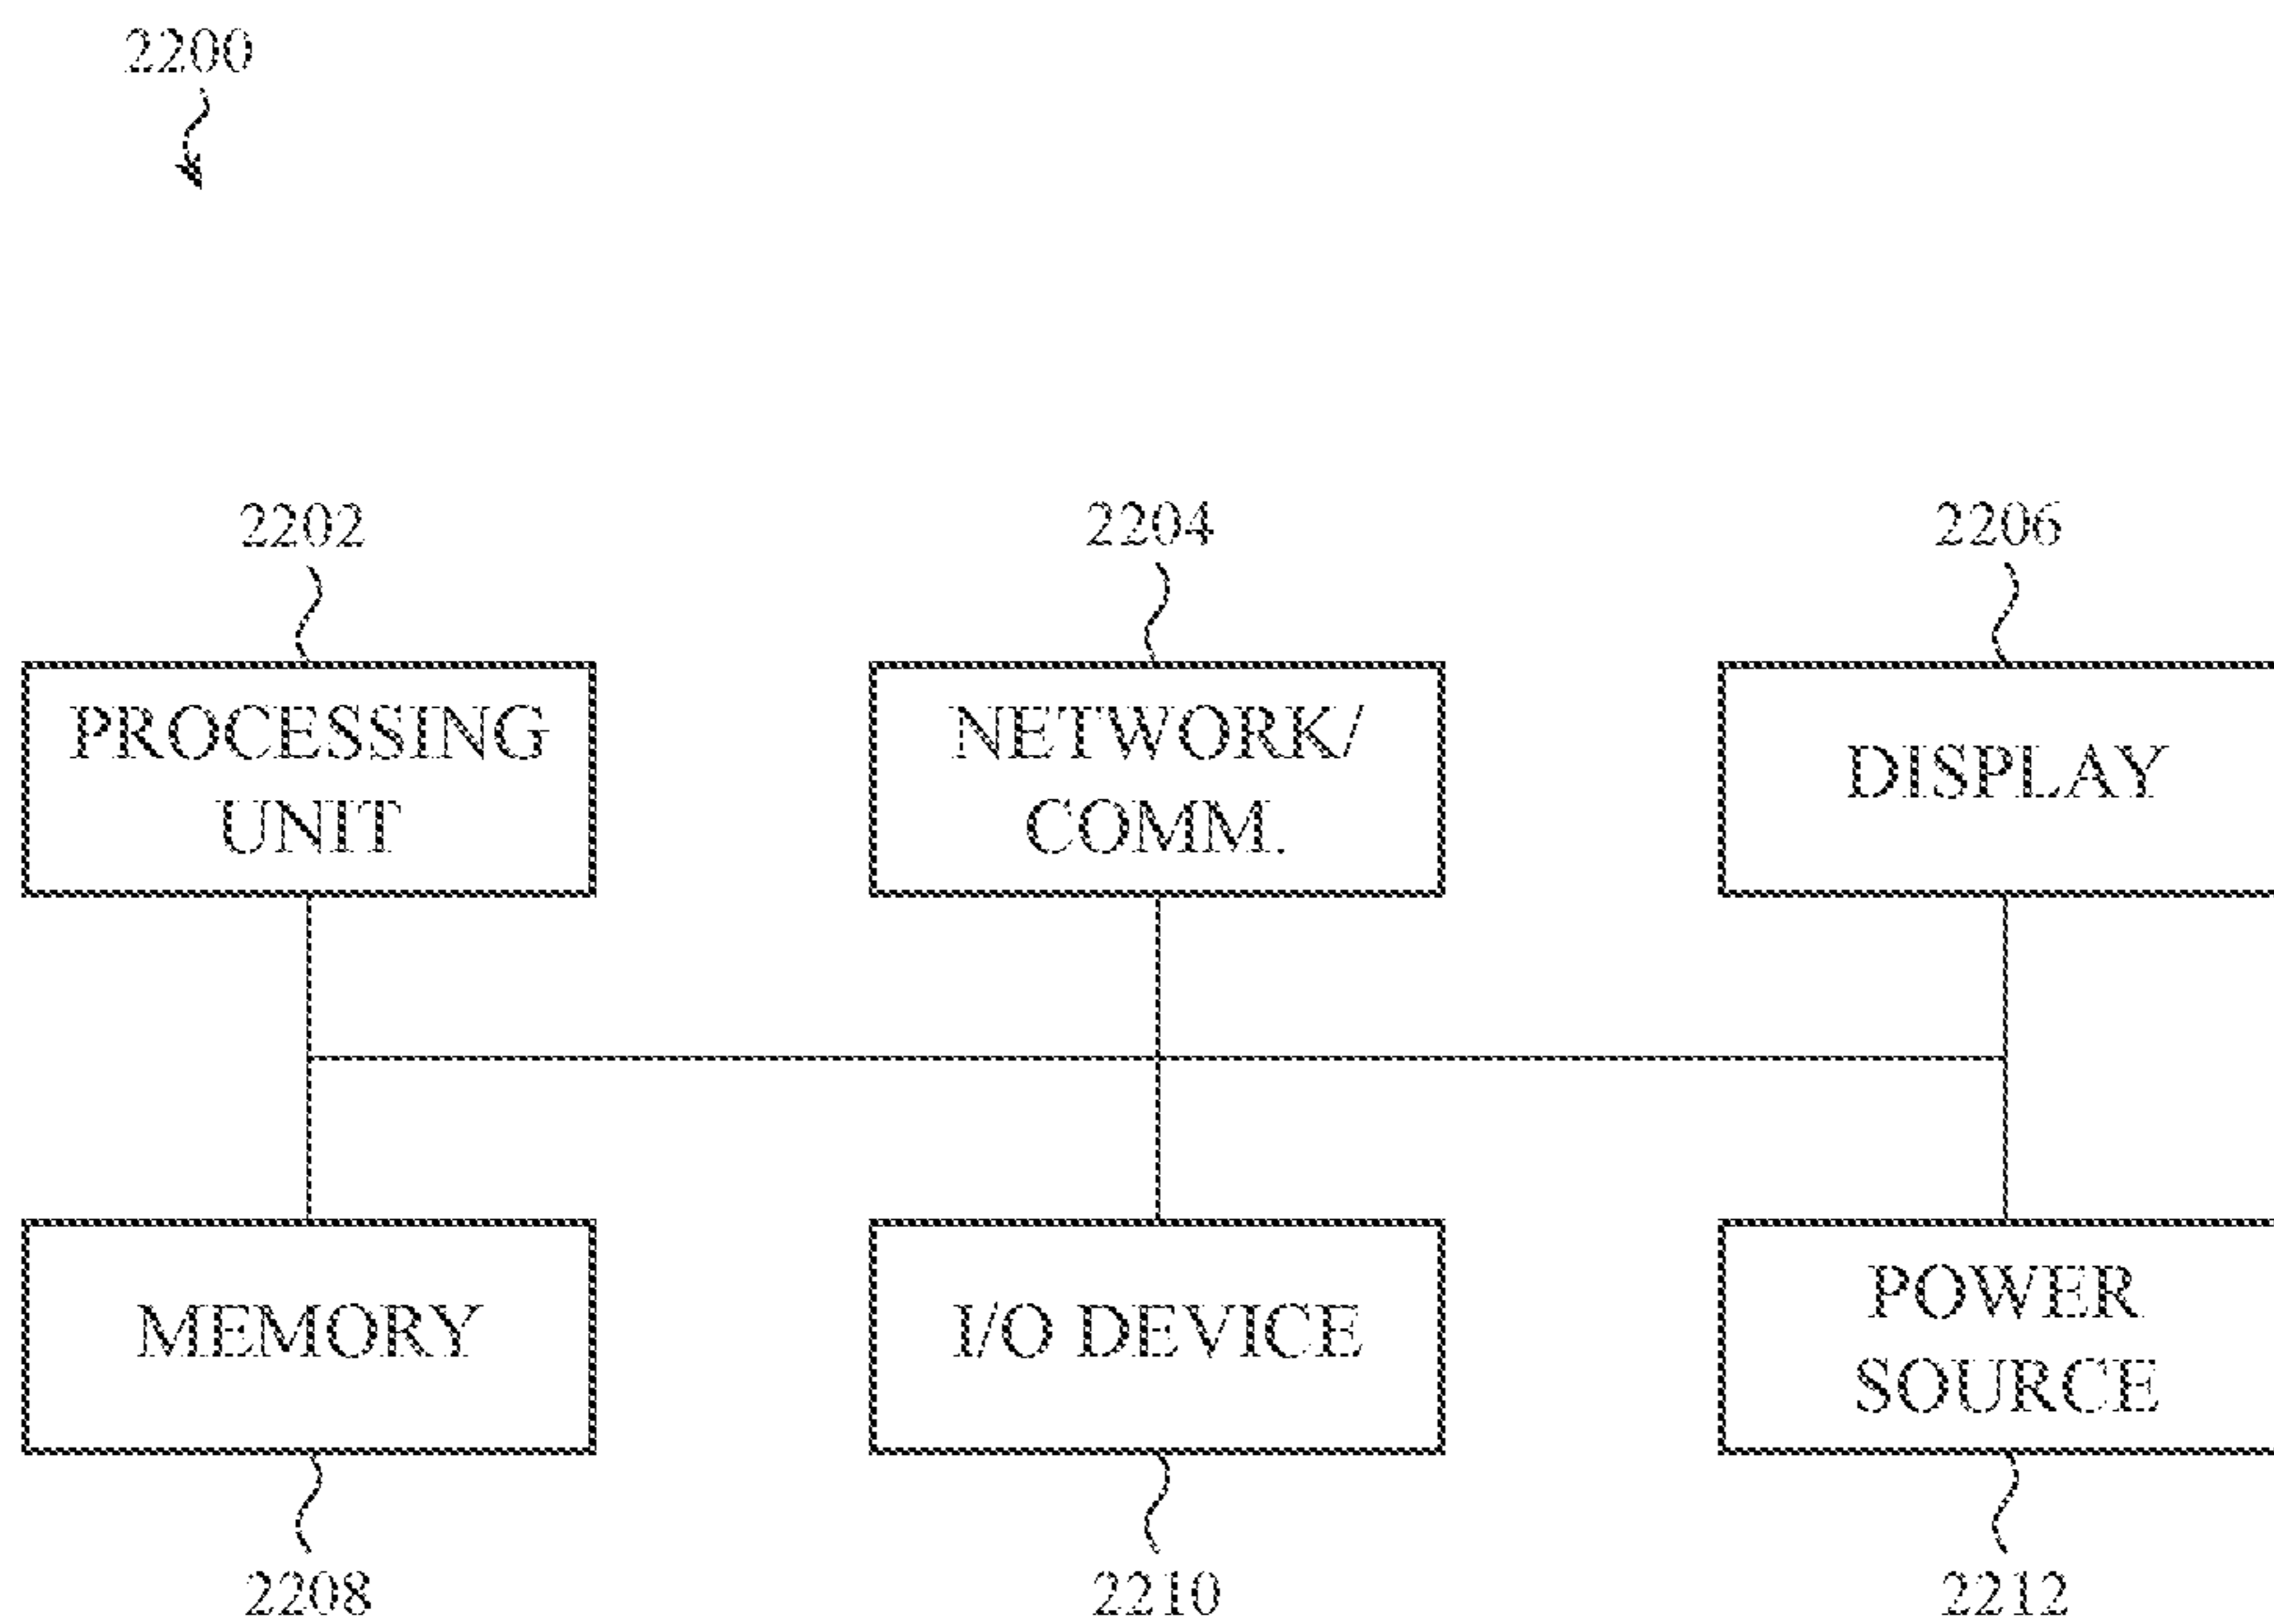 2200
2202
2204
2206
PROCESSING
UNIT
NETWORK/
COMM.
DISPLAY
MEMORY
I/O DEVICE
POWER
SOURCE
2208
2210
2212